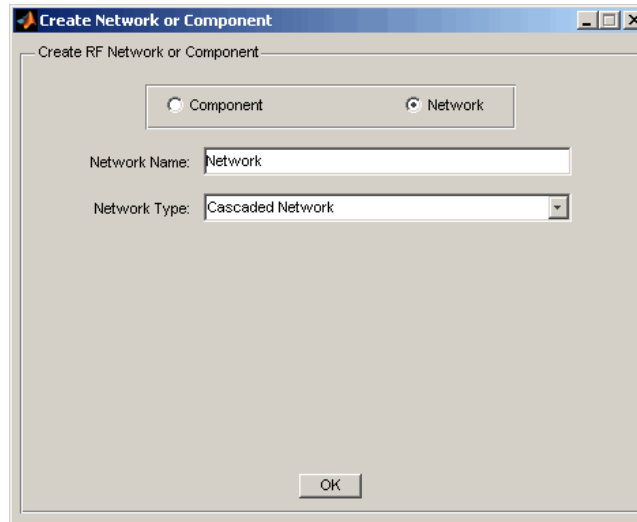 Create Network or Component
Create RF Network or Component
Component
Network
Network Name: Network
Network Type: Cascaded Network
OK